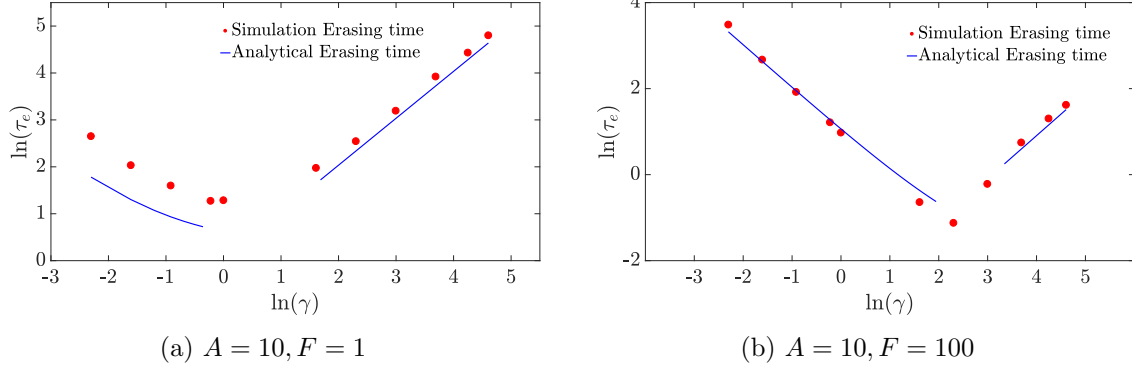 Simulation Erasing time
Analytical Erasing time
ln(τ_e)
5
4
3
2
1
0
-3
-2
-1
0
1
2
3
4
5
ln(γ)
(a) A = 10, F = 1
Simulation Erasing time
Analytical Erasing time
ln(τ_e)
4
2
0
-2
-3
-2
-1
0
1
2
3
4
5
ln(γ)
(b) A = 10, F = 100